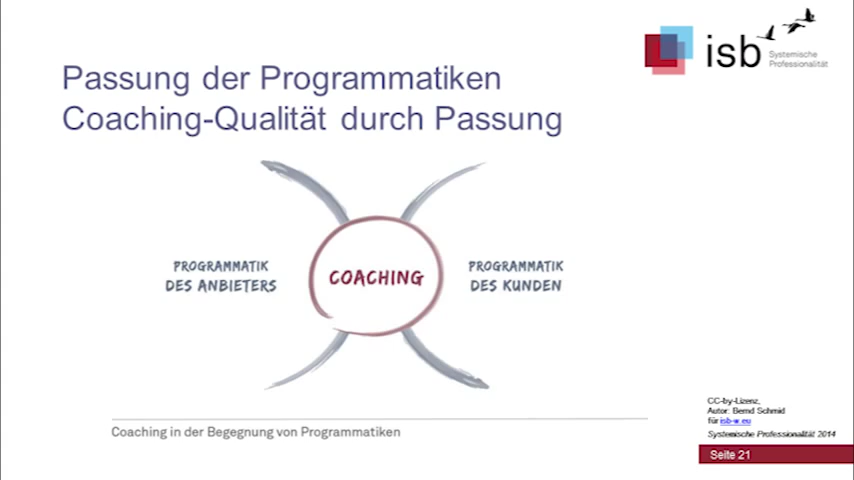 isb
Systemische
Professionalität
Passung der Programmatiken
Coaching-Qualität durch Passung
PROGRAMMATIK
DES ANBIETERS
COACHING
PROGRAMMATIK
DES KUNDEN
Coaching in der Begegnung von Programmatiken
CC-by-Lizenz,
Autor: Bernd Schmid
für isb-w.eu
Systemische Professionalität 2014
Seite 21